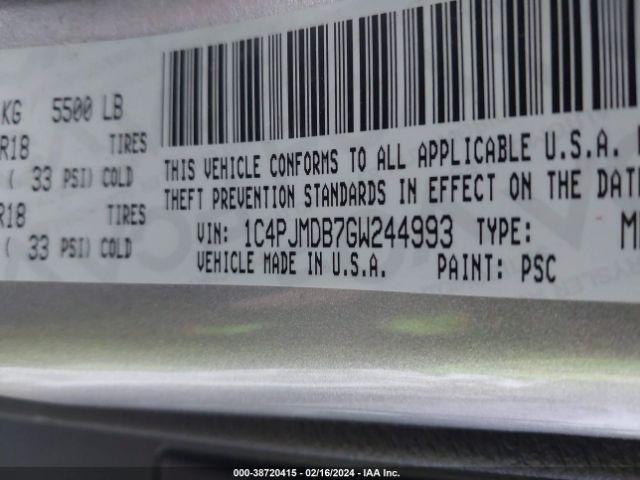 KG 5500 LB
R18 TIRES
( 33 PSI) COLD
R18 TIRES
( 33 PSI) COLD
THIS VEHICLE CONFORMS TO ALL APPLICABLE U.S.A.
THEFT PREVENTION STANDARDS IN EFFECT ON THE DATE
VIN: 1C4PJMDB7GW244993 TYPE:
VEHICLE MADE IN U.S.A. PAINT: PSC
000-38720415 - 02/16/2024 - IAA Inc.